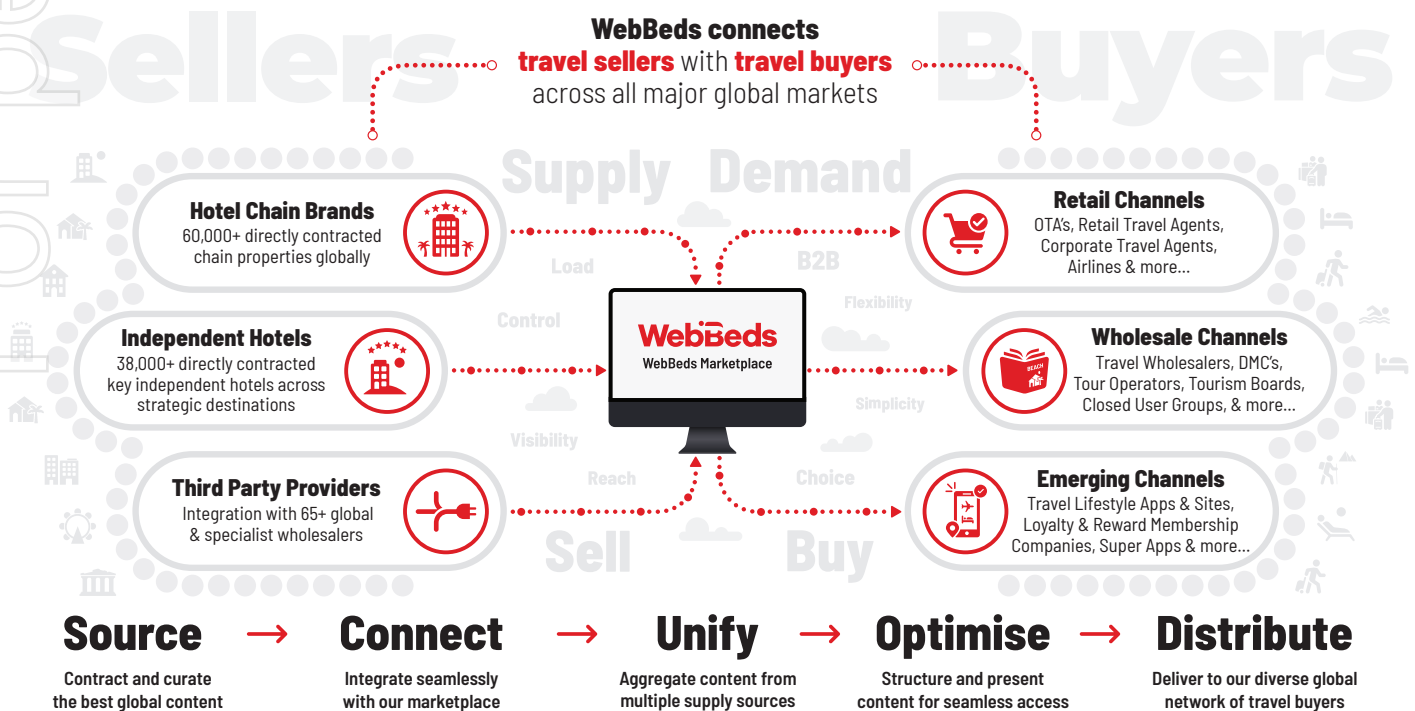 Sellers
Buyers
WebBeds connects
travel sellers with travel buyers
across all major global markets
Supply
Demand
Hotel Chain Brands
60,000+ directly contracted
chain properties globally
Independent Hotels
38,000+ directly contracted
key independent hotels across
strategic destinations
Third Party Providers
Integration with 65+ global
& specialist wholesalers
Load
Control
Visibility
Reach
Sell
WebBeds
WebBeds Marketplace
B2B
Flexibility
Simplicity
Choice
Buy
Retail Channels
OTA's, Retail Travel Agents,
Corporate Travel Agents,
Airlines & more...
BEACH
Wholesale Channels
Travel Wholesalers, DMC's,
Tour Operators, Tourism Boards,
Closed User Groups, & more...
Emerging Channels
Travel Lifestyle Apps & Sites,
Loyalty & Reward Membership
Companies, Super Apps & more...
Source
Contract and curate
the best global content
Connect
Integrate seamlessly
with our marketplace
Unify
Aggregate content from
multiple supply sources
Optimise
Structure and present
content for seamless access
Distribute
Deliver to our diverse global
network of travel buyers